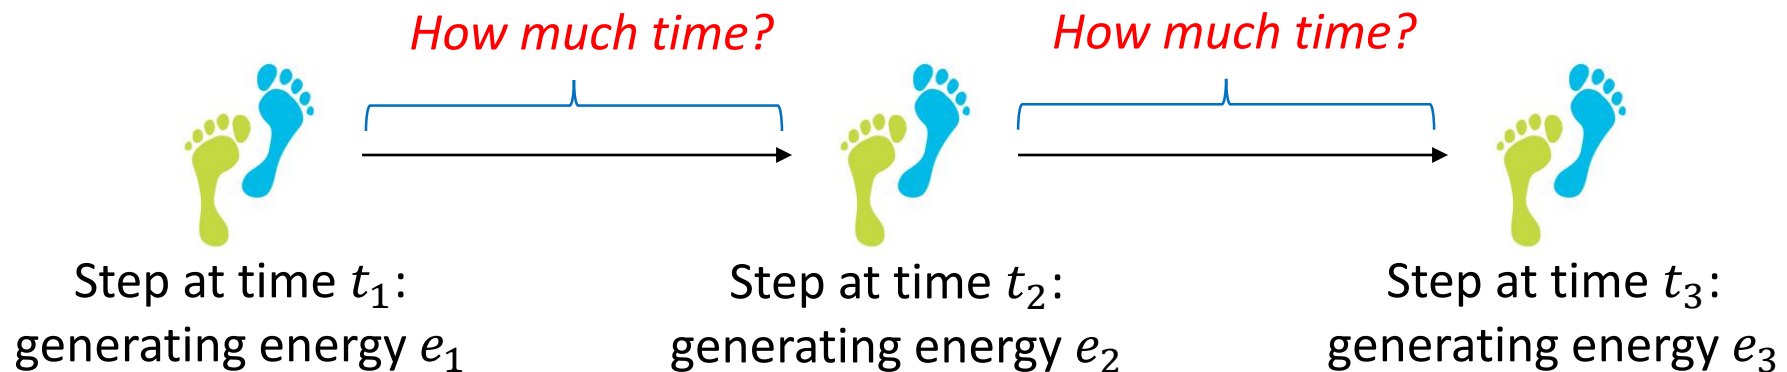 How much time?
How much time?
Step at time t₁:
generating energy e₁
Step at time t₂:
generating energy e₂
Step at time t₃:
generating energy e₃